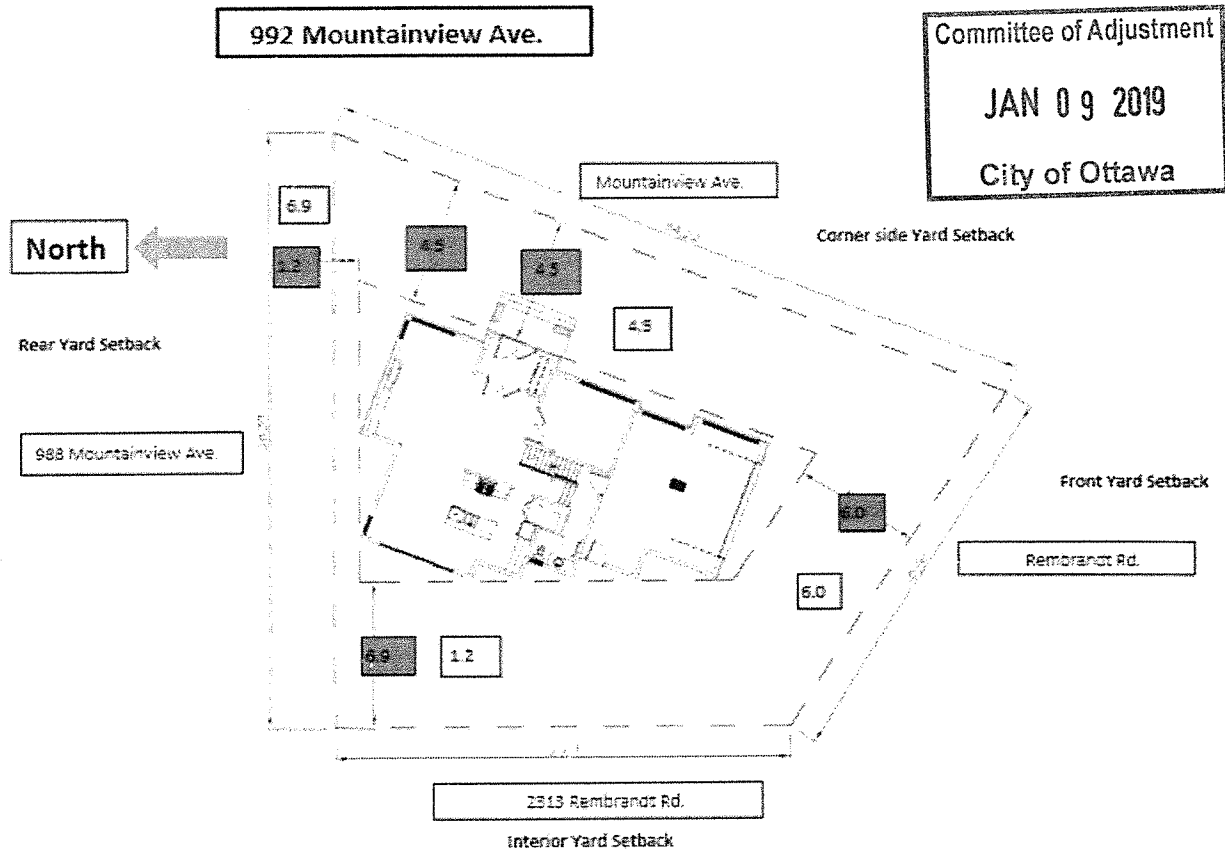 992 Mountainview Ave.
Committee of Adjustment
JAN 09 2019
City of Ottawa
Mountainview Ave.
6.9
4.5
North
1.2
4.5
Corner side Yard Setback
4.5
Rear Yard Setback
988 Mountainview Ave.
Front Yard Setback
6.0
Rembrandt Rd.
6.0
6.9
1.2
2313 Rembrandt Rd.
Interior Yard Setback